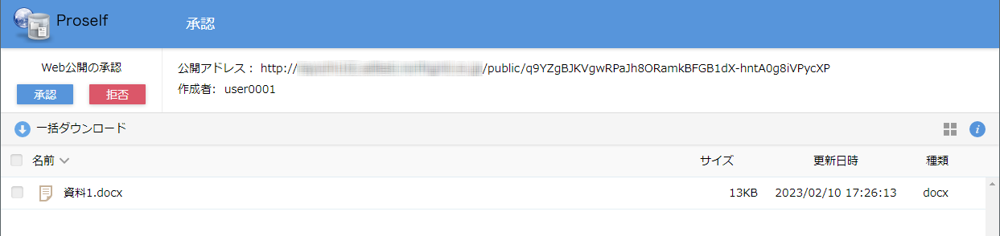 Proself
承認
Web公開の承認
承認 拒否
公開アドレス： http:// /public/q9YZgBJKVgwRPaJh8ORamkBFGB1dX-hntA0g8iVPycXP
作成者: user0001
一括ダウンロード
名前 サイズ 更新日時 種類
資料1.docx 13KB 2023/02/10 17:26:13 docx